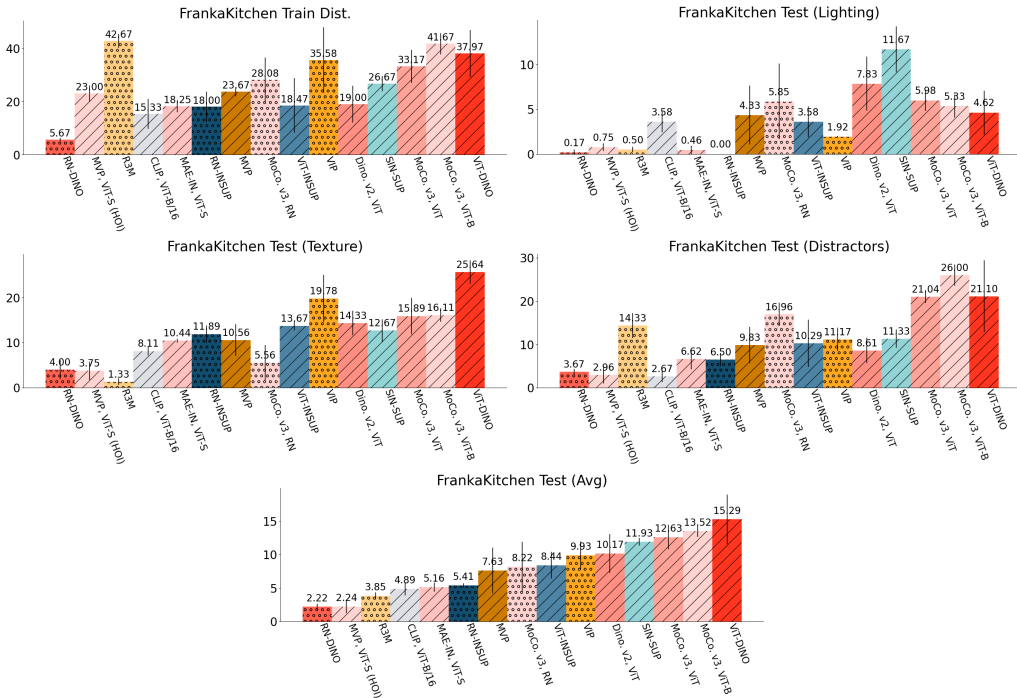 FrankaKitchen Train Dist.
40
20
0
5.67
23.00
42.67
15.33
18.25
18.00
23.67
28.08
18.47
35.58
19.00
26.67
33.17
41.67
37.97
RN-DINO
MVP, ViT-S (HOI)
R3M
CLIP, ViT-B/16
MAE-IN, ViT-S
RN-INSUP
MVP
MoCo. v3, RN
ViT-INSUP
VIP
Dino. v2, ViT
SIN-SUP
MoCo. v3, ViT
MoCo. v3, ViT-B
ViT-DINO
FrankaKitchen Test (Lighting)
10
5
0
0.17
0.75
0.50
3.58
0.46
0.00
4.33
5.85
3.58
1.92
7.83
11.67
5.98
5.33
4.62
RN-DINO
MVP, ViT-S (HOI)
R3M
CLIP, ViT-B/16
MAE-IN, ViT-S
RN-INSUP
MVP
MoCo. v3, RN
ViT-INSUP
VIP
Dino. v2, ViT
SIN-SUP
MoCo. v3, ViT
MoCo. v3, ViT-B
ViT-DINO
FrankaKitchen Test (Texture)
20
10
0
4.00
3.75
1.33
8.11
10.44
11.89
10.56
5.56
13.67
19.78
14.33
12.67
15.89
16.11
25.64
RN-DINO
MVP, ViT-S (HOI)
R3M
CLIP, ViT-B/16
MAE-IN, ViT-S
RN-INSUP
MVP
MoCo. v3, RN
ViT-INSUP
VIP
Dino. v2, ViT
SIN-SUP
MoCo. v3, ViT
MoCo. v3, ViT-B
ViT-DINO
FrankaKitchen Test (Distractors)
30
20
10
0
3.67
2.96
14.33
2.67
6.62
6.50
9.83
16.96
10.29
11.17
8.61
11.33
21.04
26.00
21.10
RN-DINO
MVP, ViT-S (HOI)
R3M
CLIP, ViT-B/16
MAE-IN, ViT-S
RN-INSUP
MVP
MoCo. v3, RN
ViT-INSUP
VIP
Dino. v2, ViT
SIN-SUP
MoCo. v3, ViT
MoCo. v3, ViT-B
ViT-DINO
FrankaKitchen Test (Avg)
15
10
5
0
2.22
2.24
3.85
4.89
5.16
5.41
7.63
8.22
8.44
9.93
10.17
11.93
12.63
13.52
15.29
RN-DINO
MVP, ViT-S (HOI)
R3M
CLIP, ViT-B/16
MAE-IN, ViT-S
RN-INSUP
MVP
MoCo. v3, RN
ViT-INSUP
VIP
Dino. v2, ViT
SIN-SUP
MoCo. v3, ViT
MoCo. v3, ViT-B
ViT-DINO